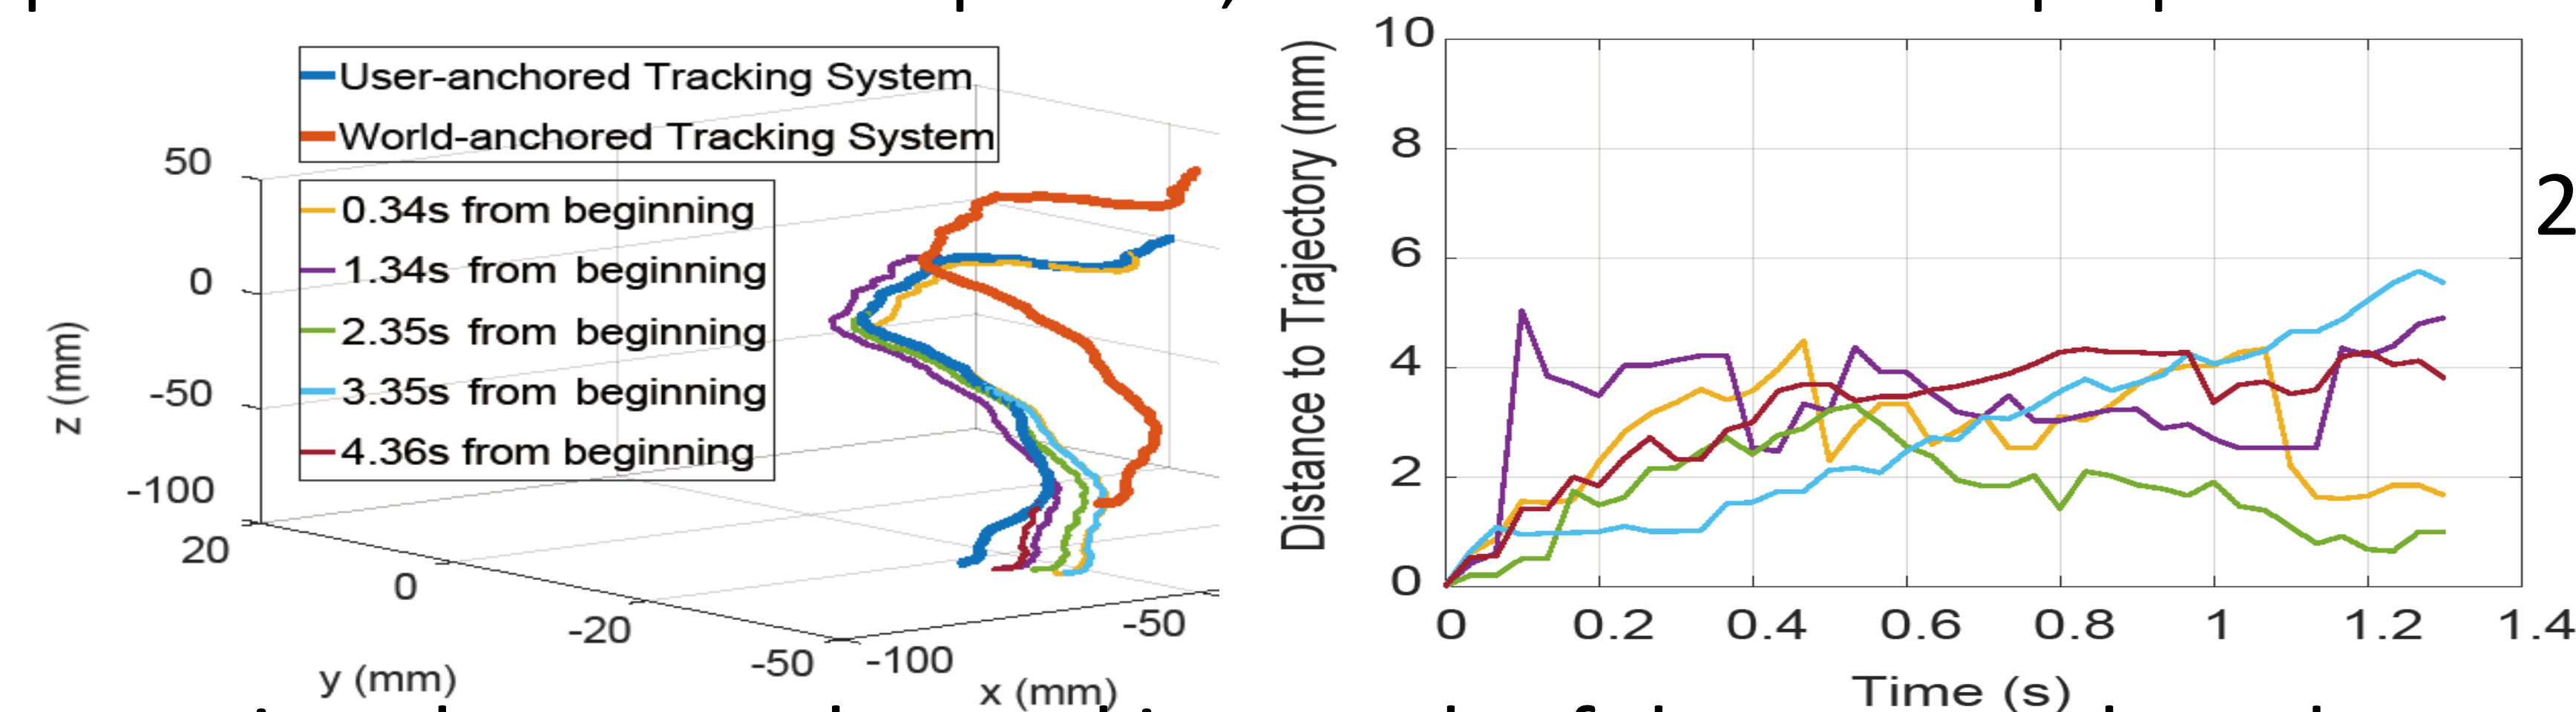 User-anchored Tracking System
World-anchored Tracking System
0.34s from beginning
1.34s from beginning
2.35s from beginning
3.35s from beginning
4.36s from beginning
50
0
-50
-100
z (mm)
20
0
-20
-50
y (mm)
-100
-50
x (mm)
10
8
6
4
2
0
Distance to Trajectory (mm)
0
0.2
0.4
0.6
0.8
1
1.2
1.4
Time (s)
2